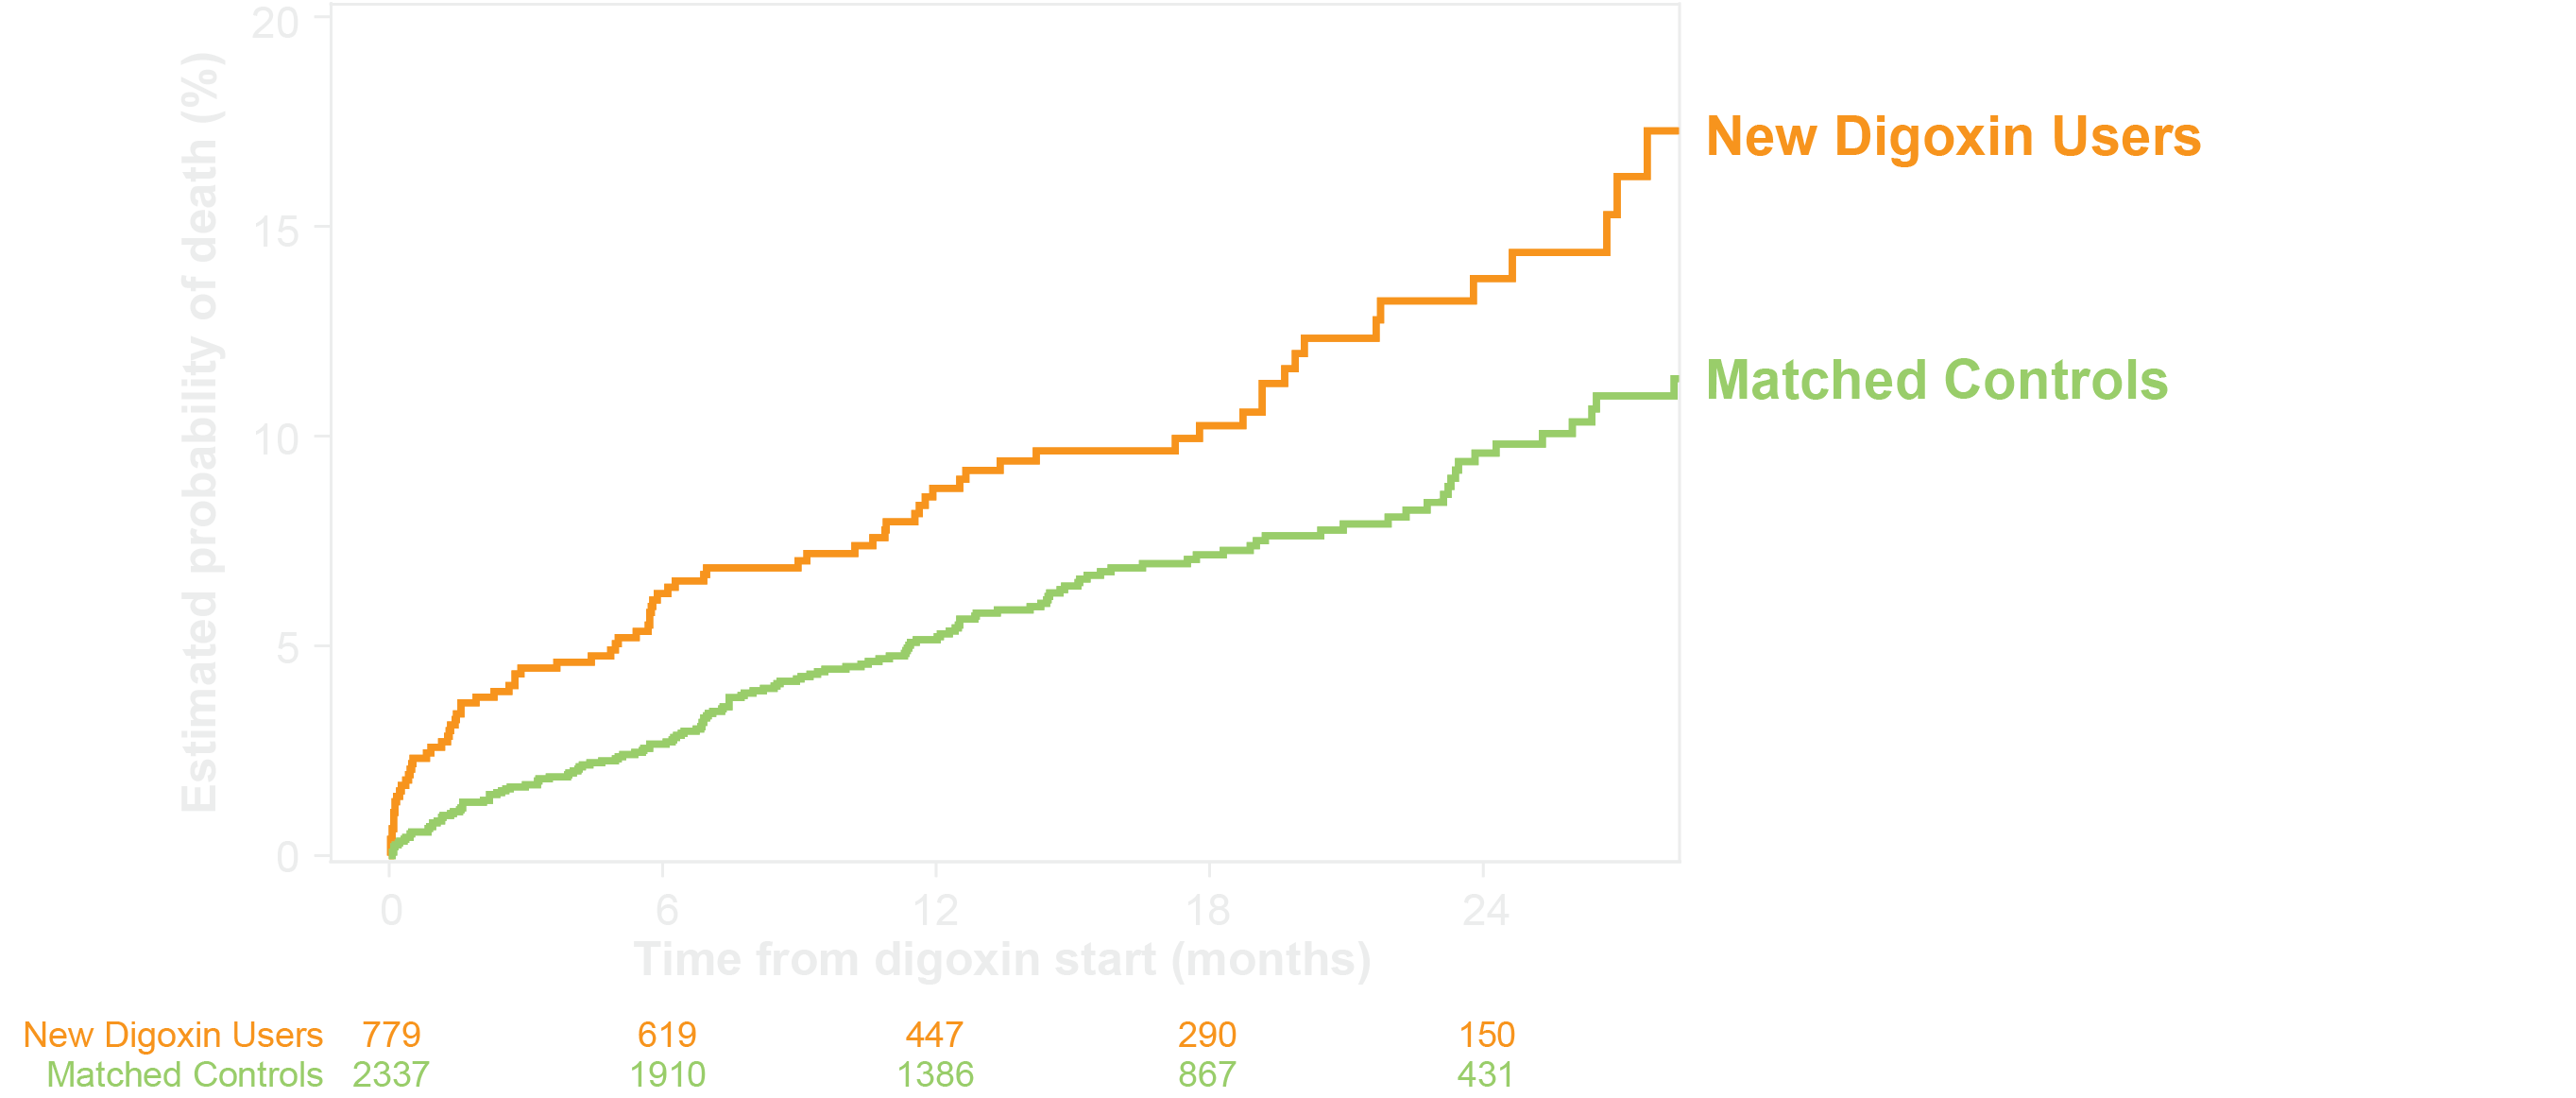 Estimated probability of death (%)
20
15
10
5
0
New Digoxin Users
Matched Controls
0 6 12 18 24
Time from digoxin start (months)
New Digoxin Users 779 619 447 290 150
Matched Controls 2337 1910 1386 867 431